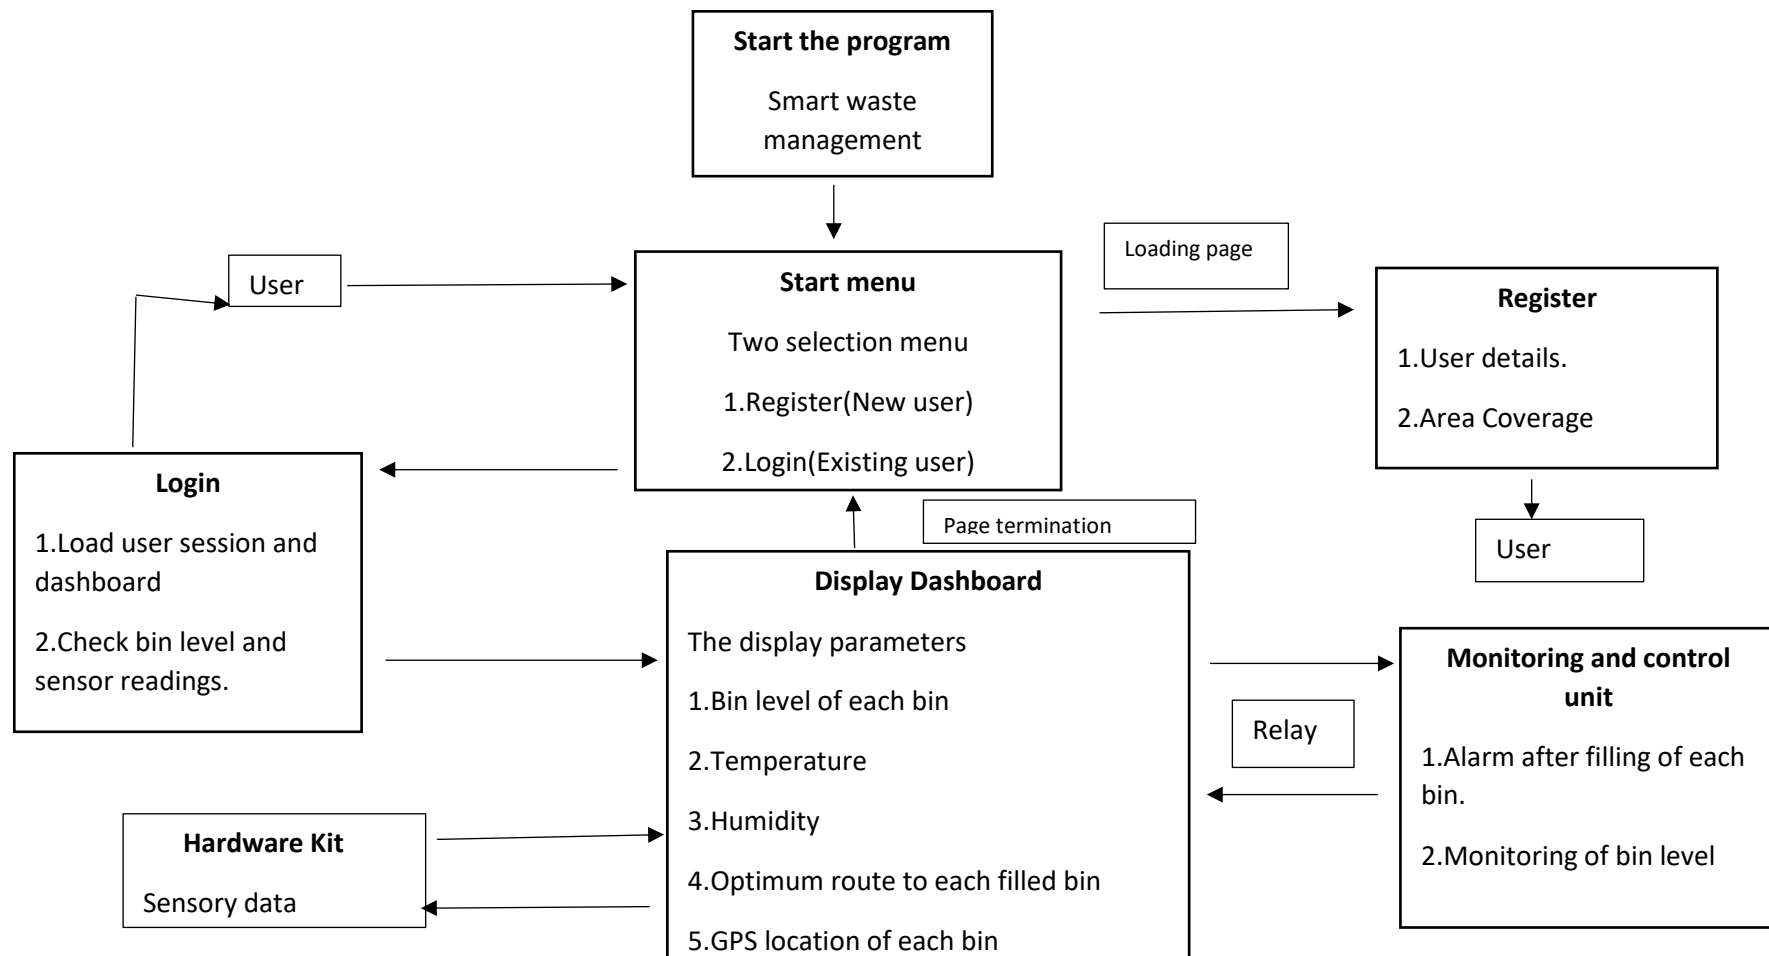 Start the program
Smart waste
management
User
Start menu
Two selection menu
1.Register(New user)
2.Login(Existing user)
Loading page
Register
1.User details.
2.Area Coverage
User
Login
1.Load user session and
dashboard
2.Check bin level and
sensor readings.
Page termination
Display Dashboard
The display parameters
1.Bin level of each bin
2.Temperature
3.Humidity
4.Optimum route to each filled bin
5.GPS location of each bin
Relay
Monitoring and control
unit
1.Alarm after filling of each
bin.
2.Monitoring of bin level
Hardware Kit
Sensory data